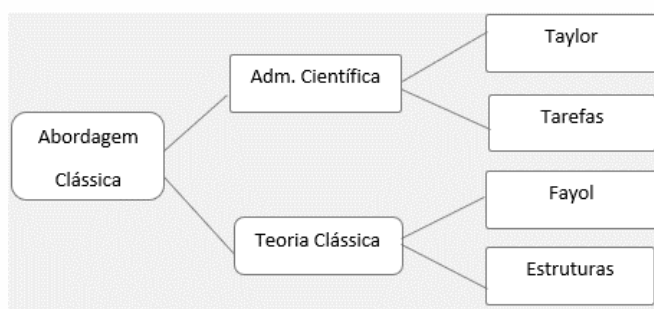 Abordagem
Clássica
Adm. Científica
Taylor
Tarefas
Teoria Clássica
Fayol
Estruturas